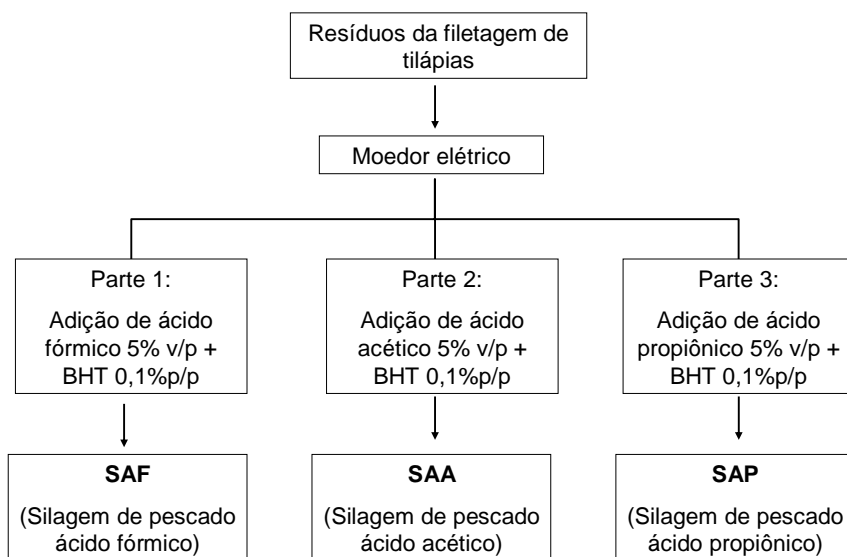 Resíduos da filetagem de
tilápias
Moedor elétrico
Parte 1:
Adição de ácido
fórmico 5% v/p +
BHT 0,1%p/p
Parte 2:
Adição de ácido
acético 5% v/p +
BHT 0,1%p/p
Parte 3:
Adição de ácido
propiônico 5% v/p +
BHT 0,1%p/p
SAF
(Silagem de pescado
ácido fórmico)
SAA
(Silagem de pescado
ácido acético)
SAP
(Silagem de pescado
ácido propiônico)